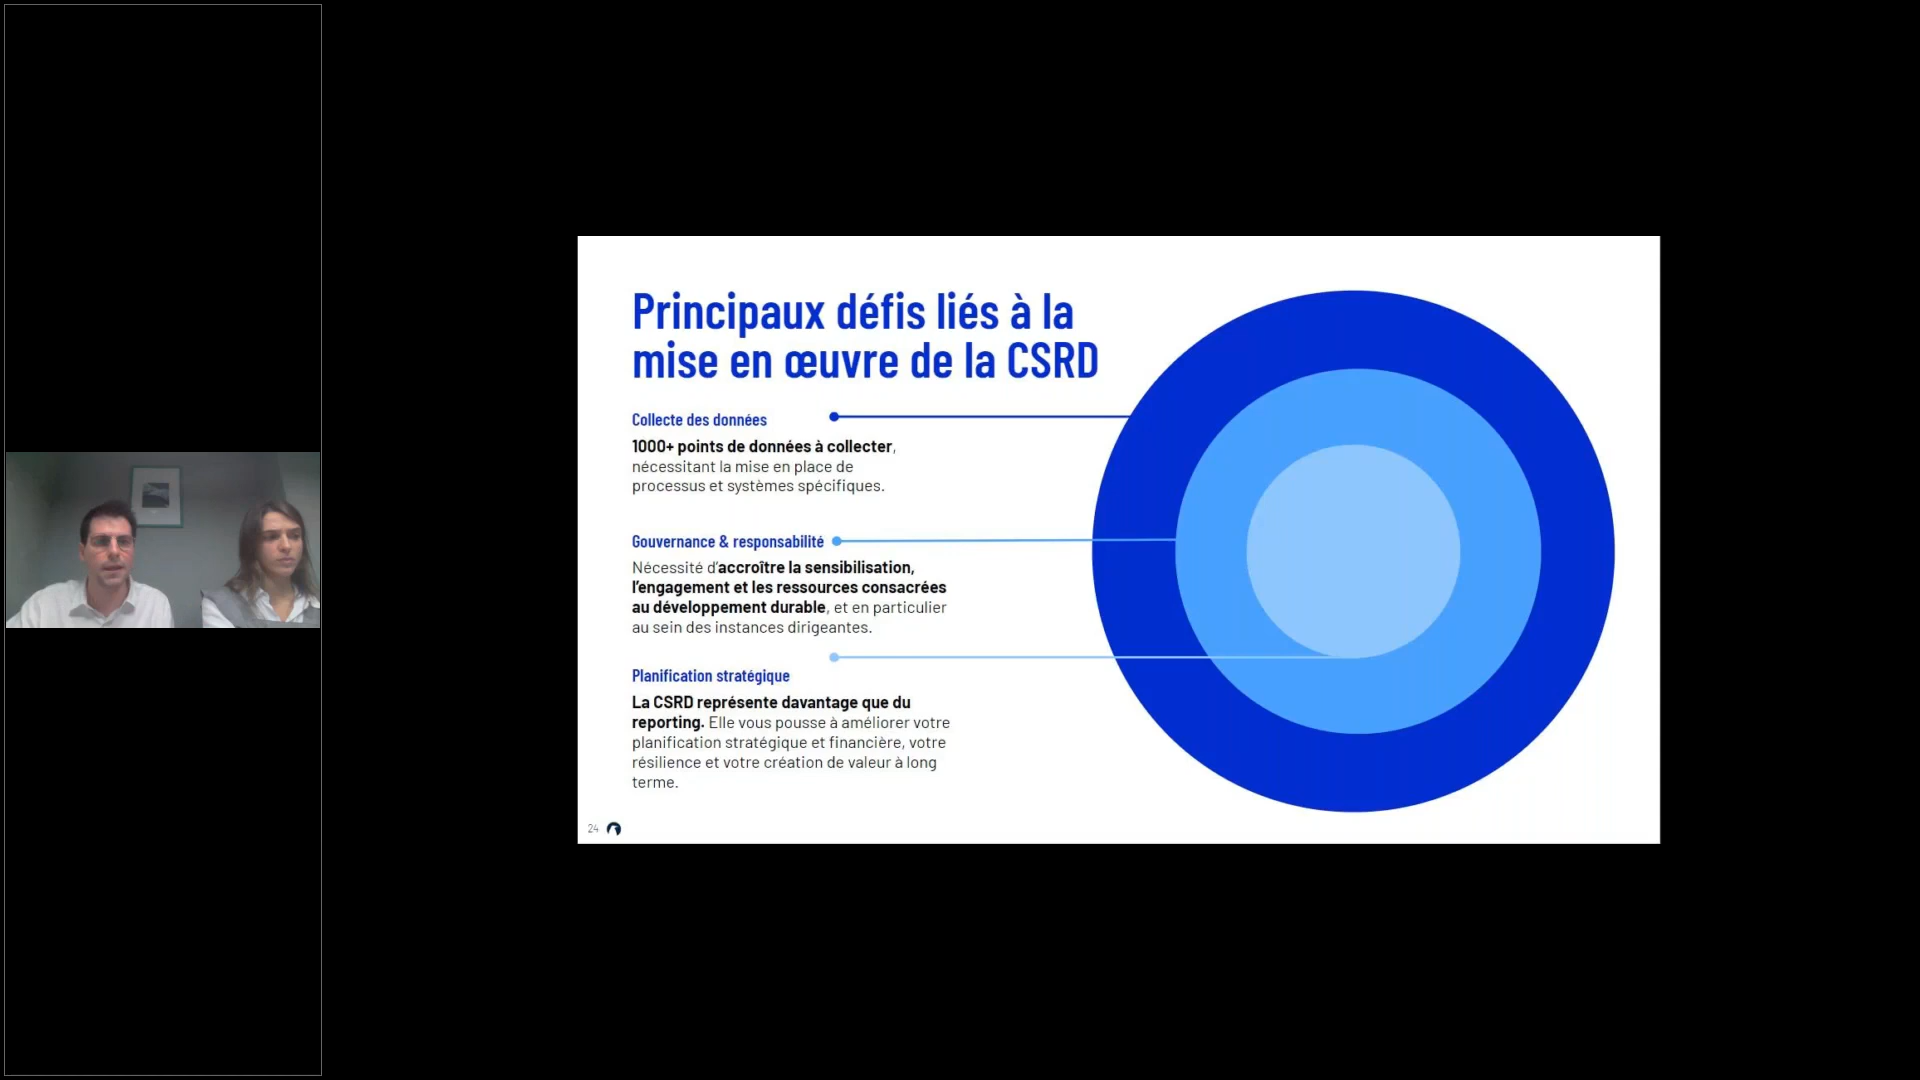 Principaux défis liés à la
mise en œuvre de la CSRD
Collecte des données
1000+ points de données à collecter,
nécessitant la mise en place de
processus et systèmes spécifiques.
Gouvernance & responsabilité
Nécessité d’accroître la sensibilisation,
l’engagement et les ressources consacrées
au développement durable, et en particulier
au sein des instances dirigeantes.
Planification stratégique
La CSRD représente davantage que du
reporting. Elle vous pousse à améliorer votre
planification stratégique et financière, votre
résilience et votre création de valeur à long
terme.
24